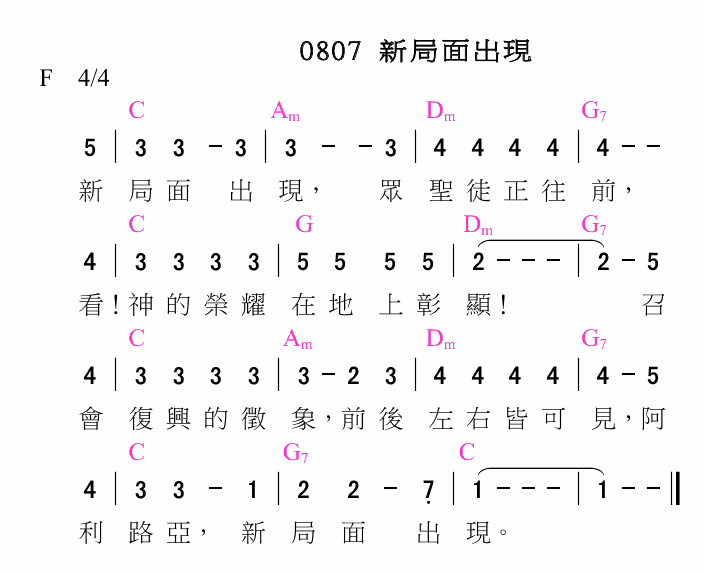 0807 新局面出現
F 4/4
C Am Dm G7
5 | 3 3 - 3 | 3 - - 3 | 4 4 4 4 | 4 - -
新 局 面 出 現， 眾 聖 徒 正 往 前，
C G Dm G7
4 | 3 3 3 3 | 5 5 5 5 | 2 - - - | 2 - 5
看！神 的 榮 耀 在 地 上 彰 顯！ 召
C Am Dm G7
4 | 3 3 3 3 | 3 - 2 3 | 4 4 4 4 | 4 - 5
會 復 興 的 徵 象，前 後 左 右 皆 可 見，阿
C G7 C
4 | 3 3 - 1 | 2 2 - 7̣ | 1 - - - | 1 - - ‖
利 路 亞， 新 局 面 出 現。